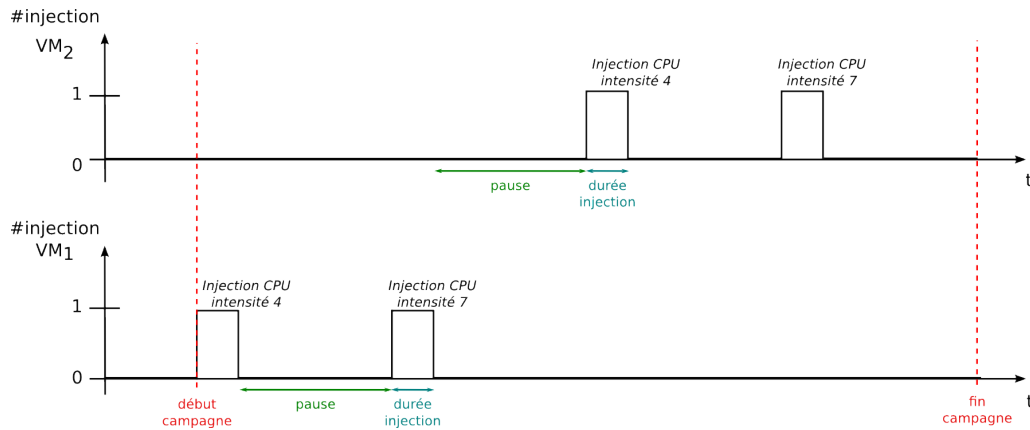 #injection
VM2
Injection CPU
intensité 4
Injection CPU
intensité 7
1
0
t
pause
durée
injection
#injection
VM1
Injection CPU
intensité 4
Injection CPU
intensité 7
1
0
t
début
campagne
pause
durée
injection
fin
campagne